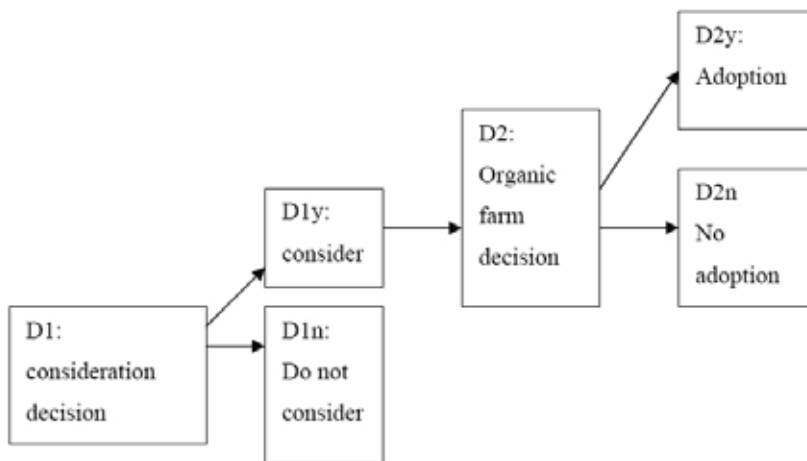 D1:
consideration
decision
D1y:
consider
D1n:
Do not
consider
D2:
Organic
farm
decision
D2y:
Adoption
D2n
No
adoption